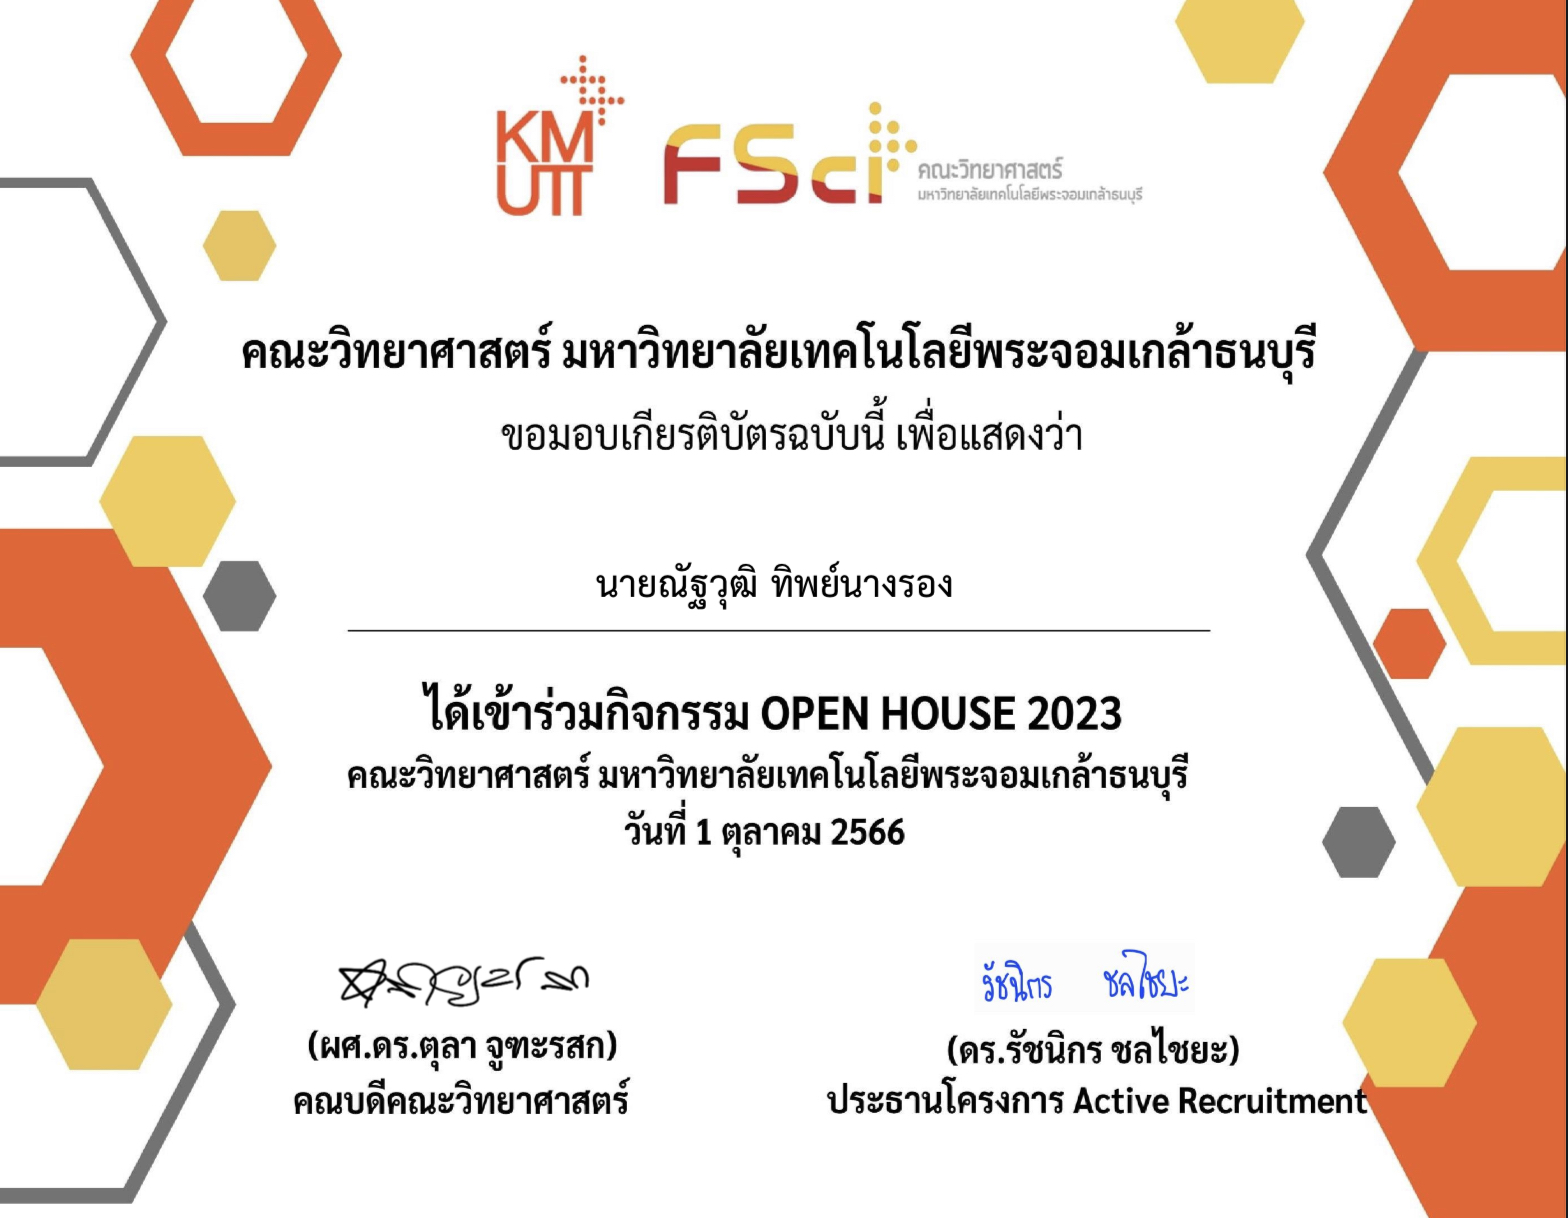 KM
UTT
FSci
คณะวิทยาศาสตร์
มหาวิทยาลัยเทคโนโลยีพระจอมเกล้าธนบุรี
คณะวิทยาศาสตร์ มหาวิทยาลัยเทคโนโลยีพระจอมเกล้าธนบุรี
ขอมอบเกียรติบัตรฉบับนี้ เพื่อแสดงว่า
นายณัฐวุฒิ ทิพย์นางรอง
ได้เข้าร่วมกิจกรรม OPEN HOUSE 2023
คณะวิทยาศาสตร์ มหาวิทยาลัยเทคโนโลยีพระจอมเกล้าธนบุรี
วันที่ 1 ตุลาคม 2566
(ผศ.ดร.ตุลา จูฑะรสก)
คณบดีคณะวิทยาศาสตร์
รัชนิกร ชลไชยะ
(ดร.รัชนิกร ชลไชยะ)
ประธานโครงการ Active Recruitment